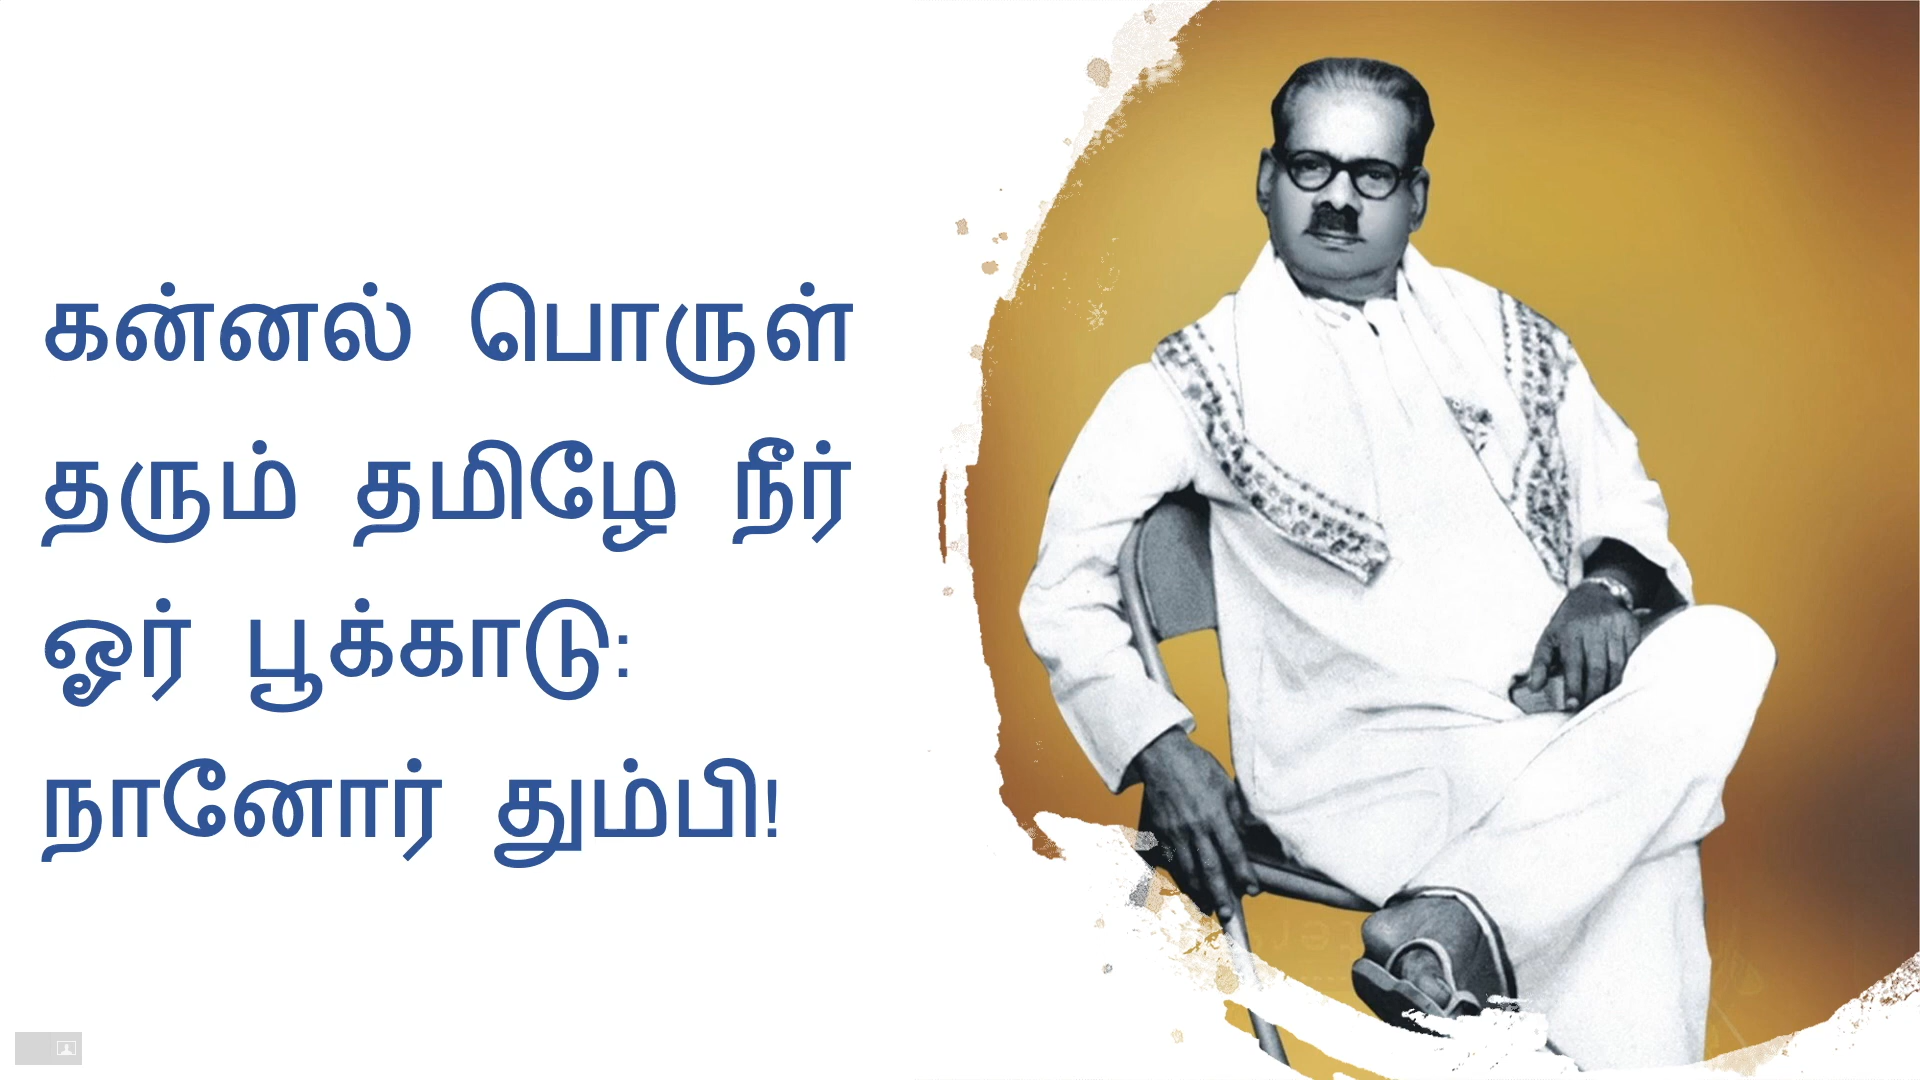 கன்னல் பொருள்
தரும் தமிழே நீர்
ஓர் பூக்காடு:
நானோர் தும்பி!